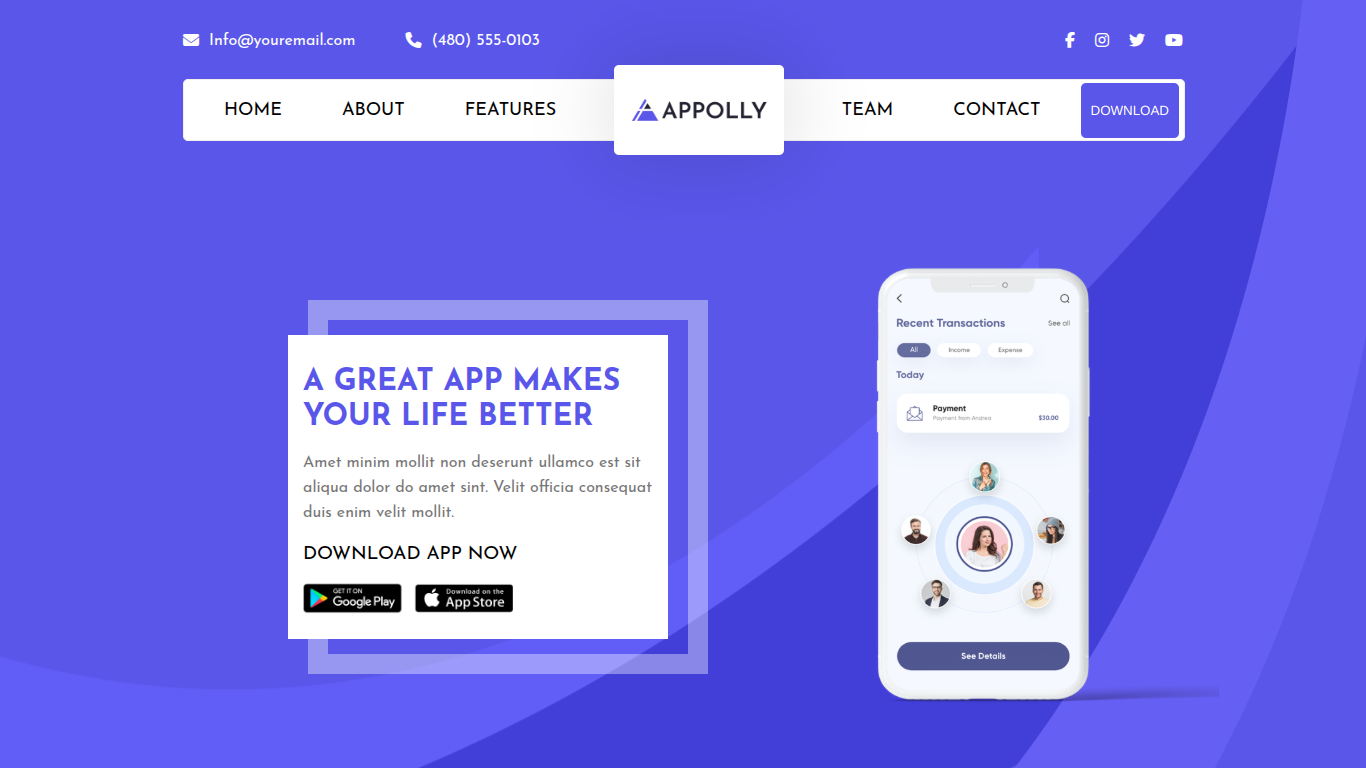 Info@youremail.com (480) 555-0103
HOME ABOUT FEATURES APPOLLY TEAM CONTACT DOWNLOAD
A GREAT APP MAKES
YOUR LIFE BETTER
Amet minim mollit non deserunt ullamco est sit
aliqua dolor do amet sint. Velit officia consequat
duis enim velit mollit.
DOWNLOAD APP NOW
GET IT ON
Google Play
Download on the
App Store
Recent Transactions See all
All Income Expense
Today
Payment
Payment from Andrea $30.00
See Details